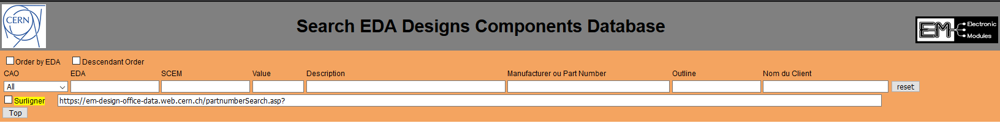 CERN
Search EDA Designs Components Database
EM Electronic Modules
Order by EDA Descendant Order
CAO EDA SCEM Value Description Manufacturer ou Part Number Outline Nom du Client
All reset
Surligner https://em-design-office-data.web.cern.ch/partnumberSearch.asp?
Top